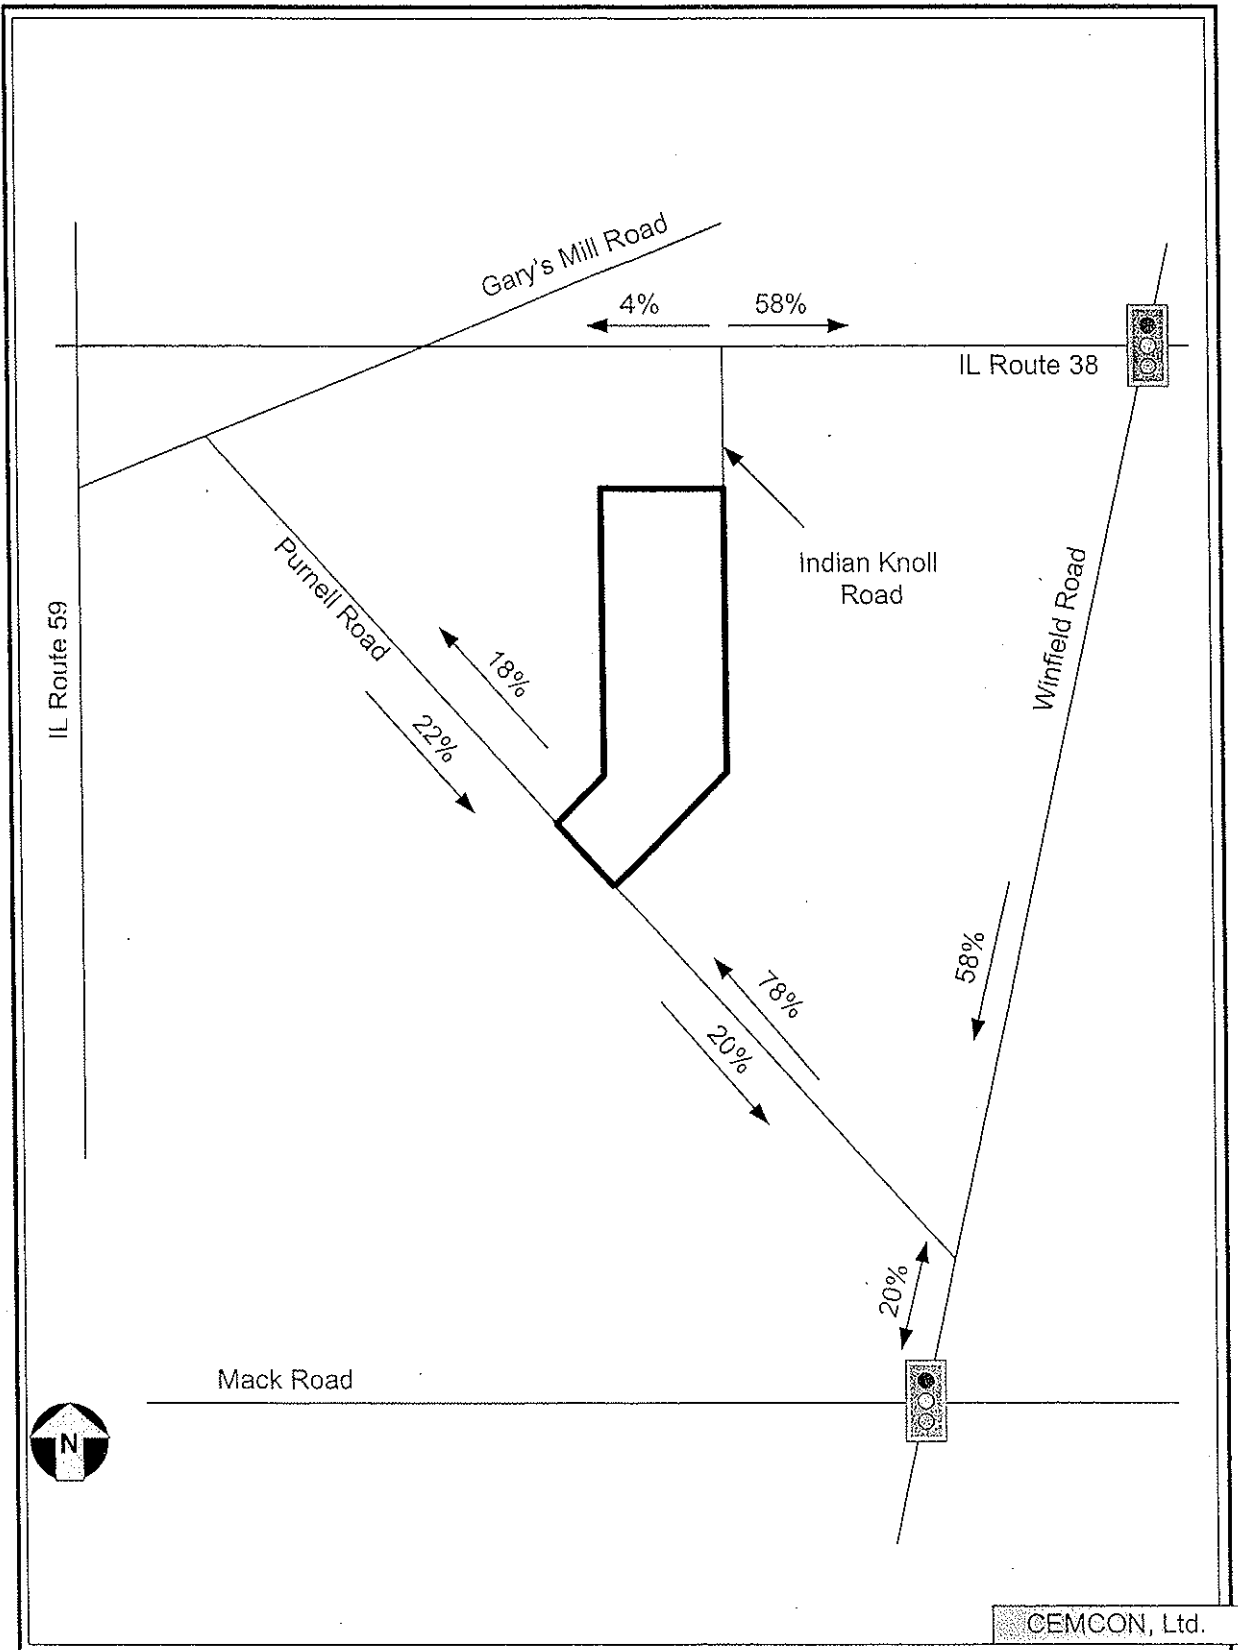 Gary's Mill Road
4%
58%
IL Route 38
Indian Knoll
Road
Purnell Road
Winfield Road
IL Route 59
18%
22%
58%
78%
20%
20%
Mack Road
N
CEMCON, Ltd.